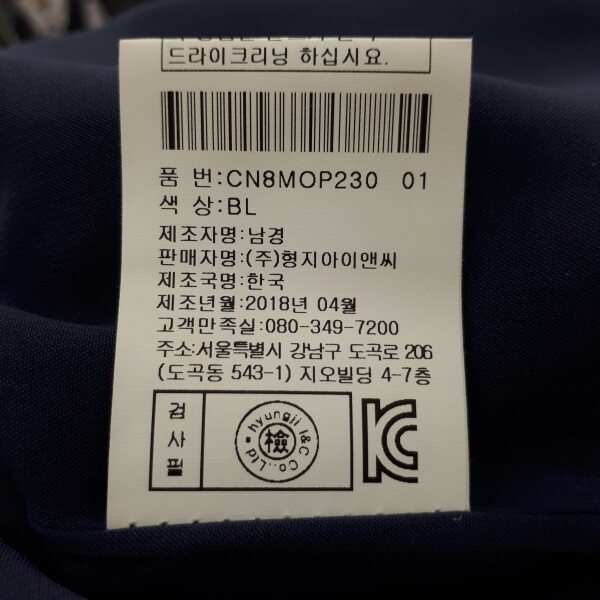 드라이크리닝 하십시요.
품 번:CN8MOP230 01
색 상:BL
제조자명:남경
판매자명:(주)형지아이앤씨
제조국명:한국
제조년월:2018년 04월
고객만족실:080-349-7200
주소:서울특별시 강남구 도곡로 206
(도곡동 543-1) 지오빌딩 4-7층
검사필
hyungji I&C Co.,Ltd.
檢
KC